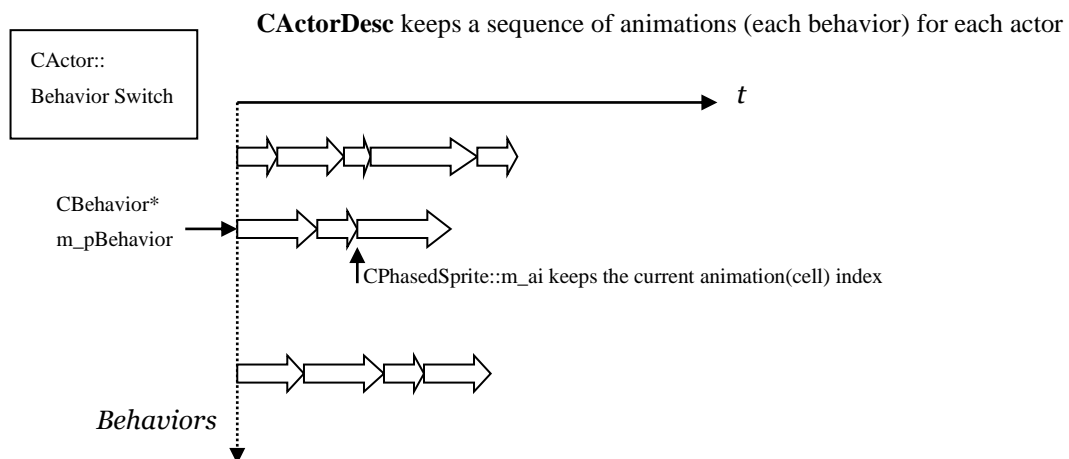 CActorDesc keeps a sequence of animations (each behavior) for each actor
CActor::
Behavior Switch
t
CBehavior*
m_pBehavior
CPhasedSprite::m_ai keeps the current animation(cell) index
Behaviors